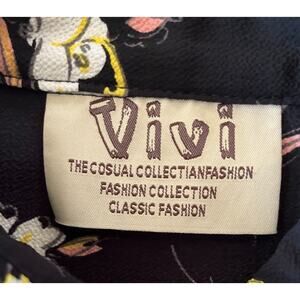 Vivi
THE COSUAL COLLECTIANFASHION
FASHION COLLECTION
CLASSIC FASHION